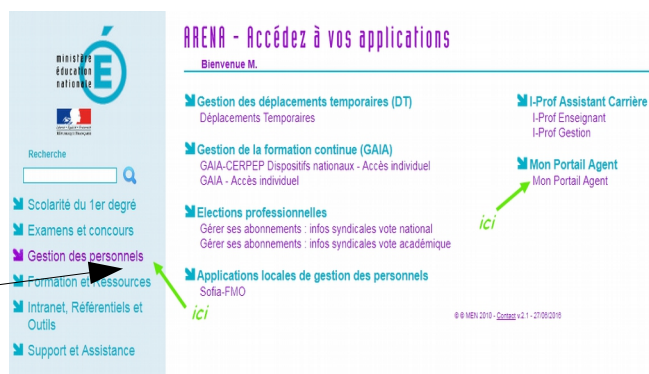 ministère
éducation
nationale
Recherche
Scolarité du 1er degré
Examens et concours
Gestion des personnels
Formation et Ressources
Intranet, Référentiels et
Outils
Support et Assistance
ici
ARENA - Accédez à vos applications
Bienvenue M.
Gestion des déplacements temporaires (DT)
Déplacements Temporaires
Gestion de la formation continue (GAIA)
GAIA-CERPEP Dispositifs nationaux - Accès individuel
GAIA - Accès individuel
Elections professionnelles
Gérer ses abonnements : infos syndicales vote national
Gérer ses abonnements : infos syndicales vote académique
Applications locales de gestion des personnels
Sofia-FMO
I-Prof Assistant Carrière
I-Prof Enseignant
I-Prof Gestion
Mon Portail Agent
Mon Portail Agent
ici
© © MEN 2010 - Contact v.2.1 - 27/06/2016